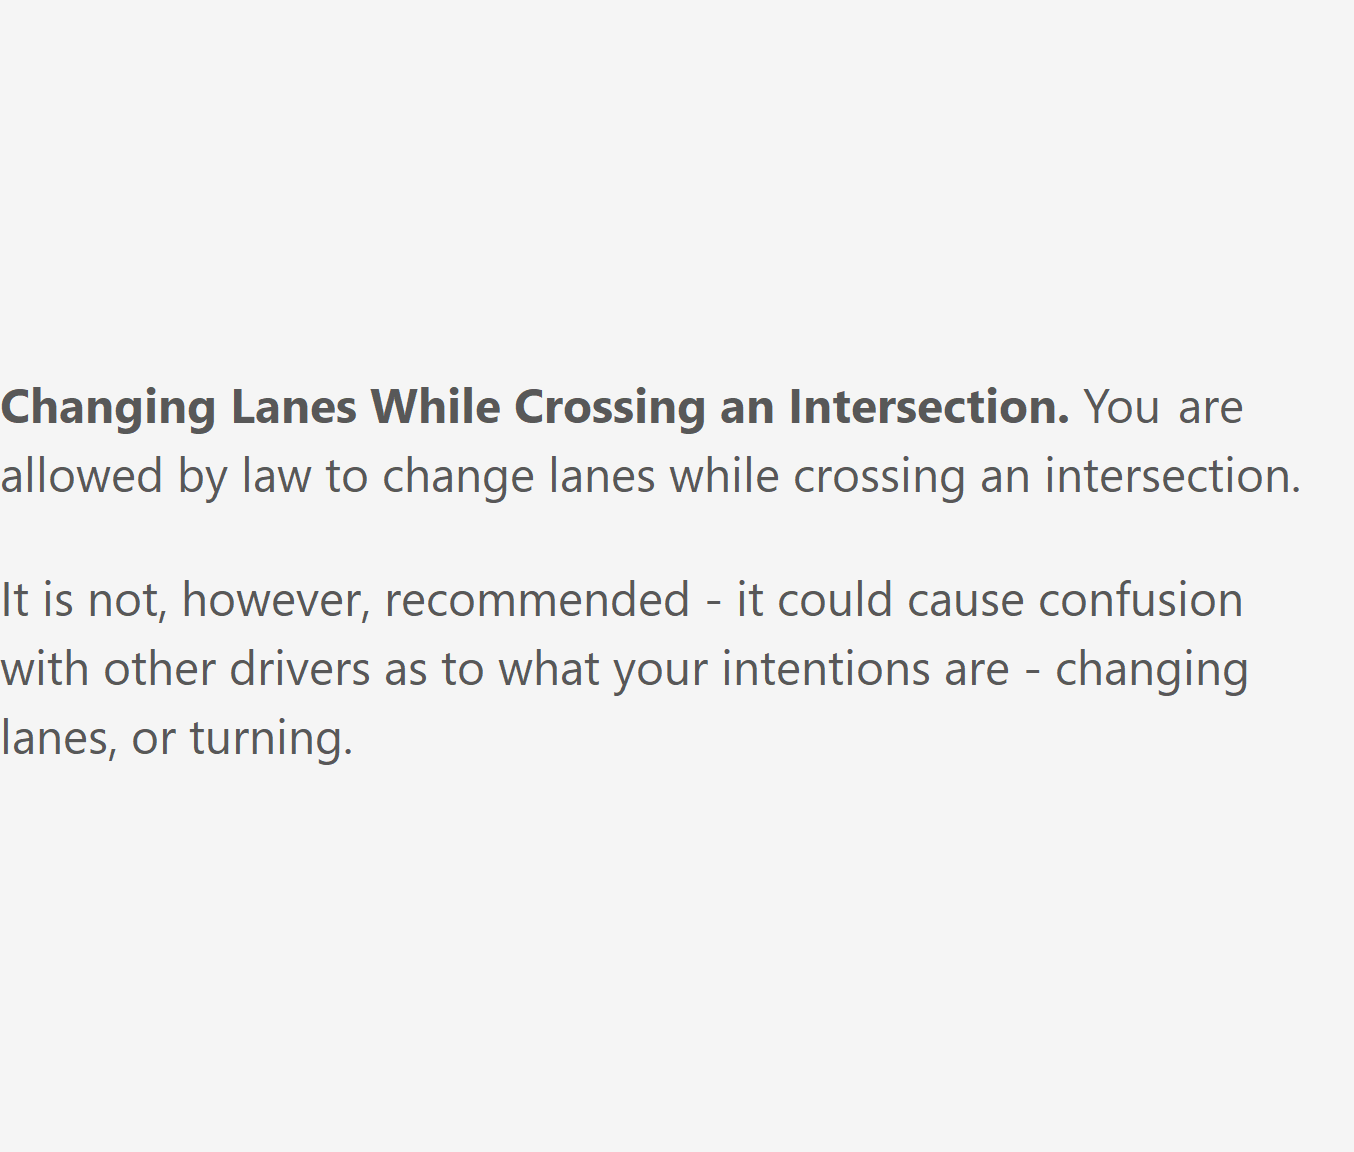 Changing Lanes While Crossing an Intersection. You are
allowed by law to change lanes while crossing an intersection.
It is not, however, recommended - it could cause confusion
with other drivers as to what your intentions are - changing
lanes, or turning.